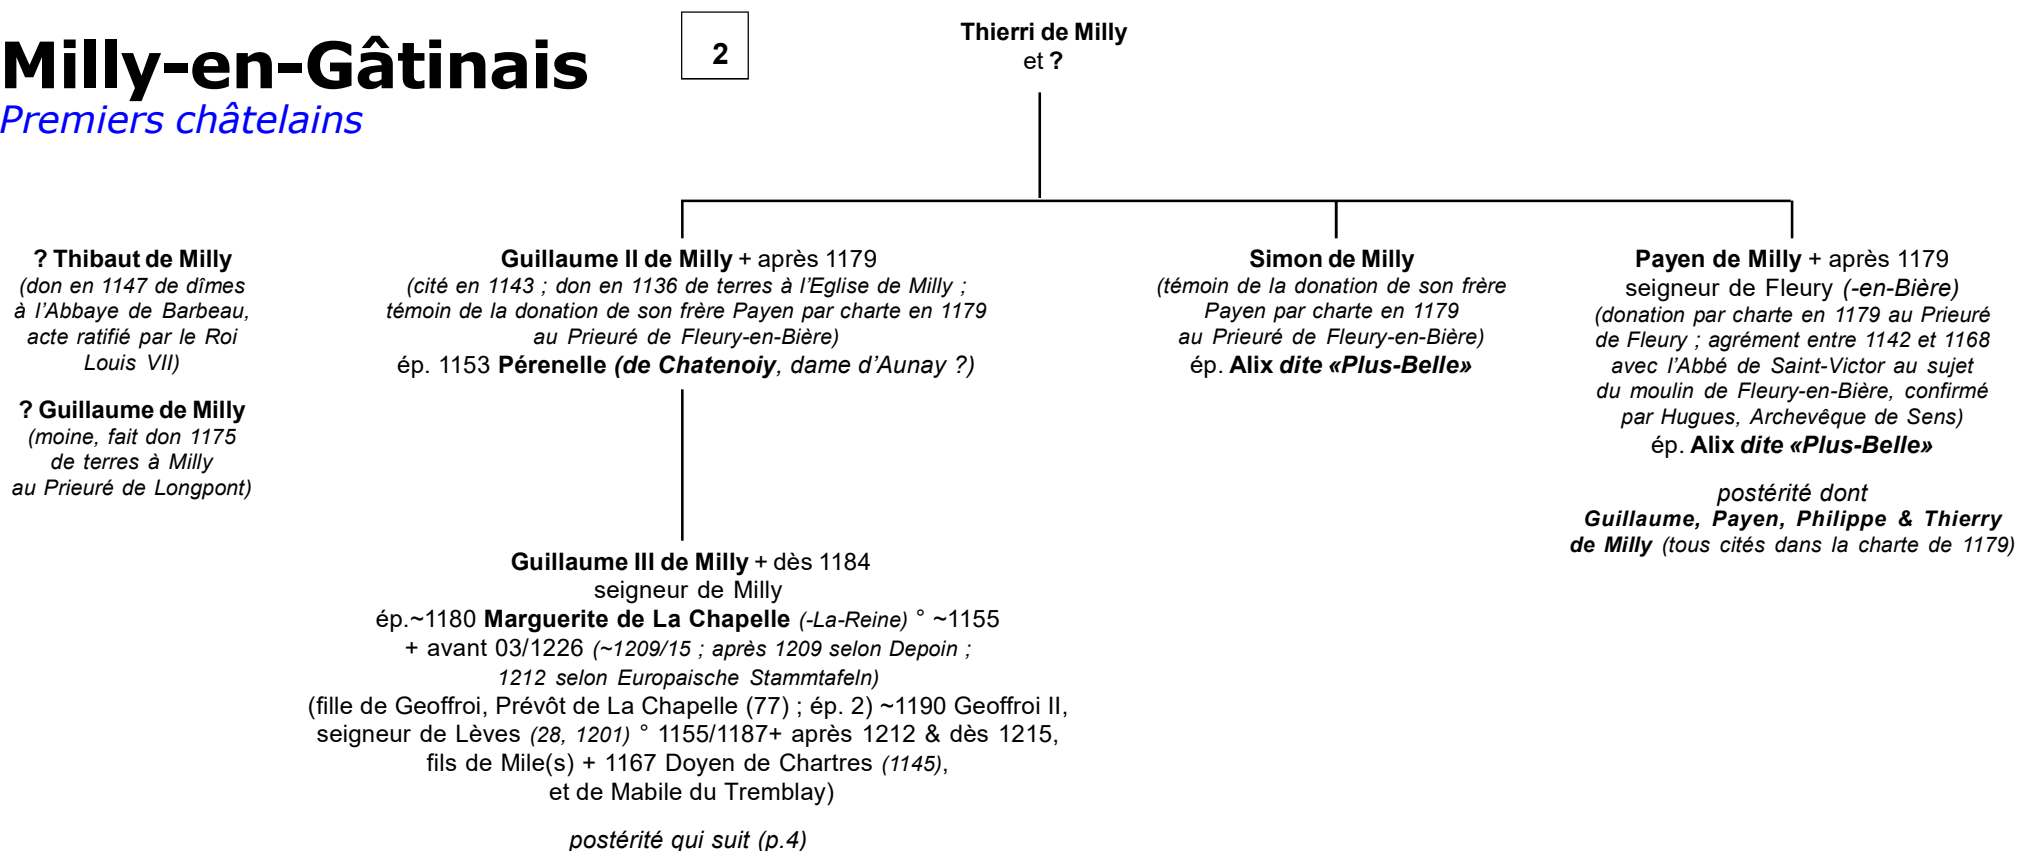 Milly-en-Gâtinais
Premiers châtelains
2
Thierri de Milly
et ?
? Thibaut de Milly
(don en 1147 de dîmes
à l'Abbaye de Barbeau,
acte ratifié par le Roi
Louis VII)
? Guillaume de Milly
(moine, fait don 1175
de terres à Milly
au Prieuré de Longpont)
Guillaume II de Milly + après 1179
(cité en 1143 ; don en 1136 de terres à l'Eglise de Milly ;
témoin de la donation de son frère Payen par charte en 1179
au Prieuré de Fleury-en-Bière)
ép. 1153 Pérenelle (de Chatenoiy, dame d'Aunay ?)
Simon de Milly
(témoin de la donation de son frère
Payen par charte en 1179
au Prieuré de Fleury-en-Bière)
ép. Alix dite «Plus-Belle»
Payen de Milly + après 1179
seigneur de Fleury (-en-Bière)
(donation par charte en 1179 au Prieuré
de Fleury ; agrément entre 1142 et 1168
avec l'Abbé de Saint-Victor au sujet
du moulin de Fleury-en-Bière, confirmé
par Hugues, Archevêque de Sens)
ép. Alix dite «Plus-Belle»
postérité dont
Guillaume, Payen, Philippe & Thierry
de Milly (tous cités dans la charte de 1179)
Guillaume III de Milly + dès 1184
seigneur de Milly
ép.~1180 Marguerite de La Chapelle (-La-Reine) ° ~1155
+ avant 03/1226 (~1209/15 ; après 1209 selon Depoin ;
1212 selon Europaische Stammtafeln)
(fille de Geoffroi, Prévôt de La Chapelle (77) ; ép. 2) ~1190 Geoffroi II,
seigneur de Lèves (28, 1201) ° 1155/1187+ après 1212 & dès 1215,
fils de Mile(s) + 1167 Doyen de Chartres (1145),
et de Mabile du Tremblay)
postérité qui suit (p.4)